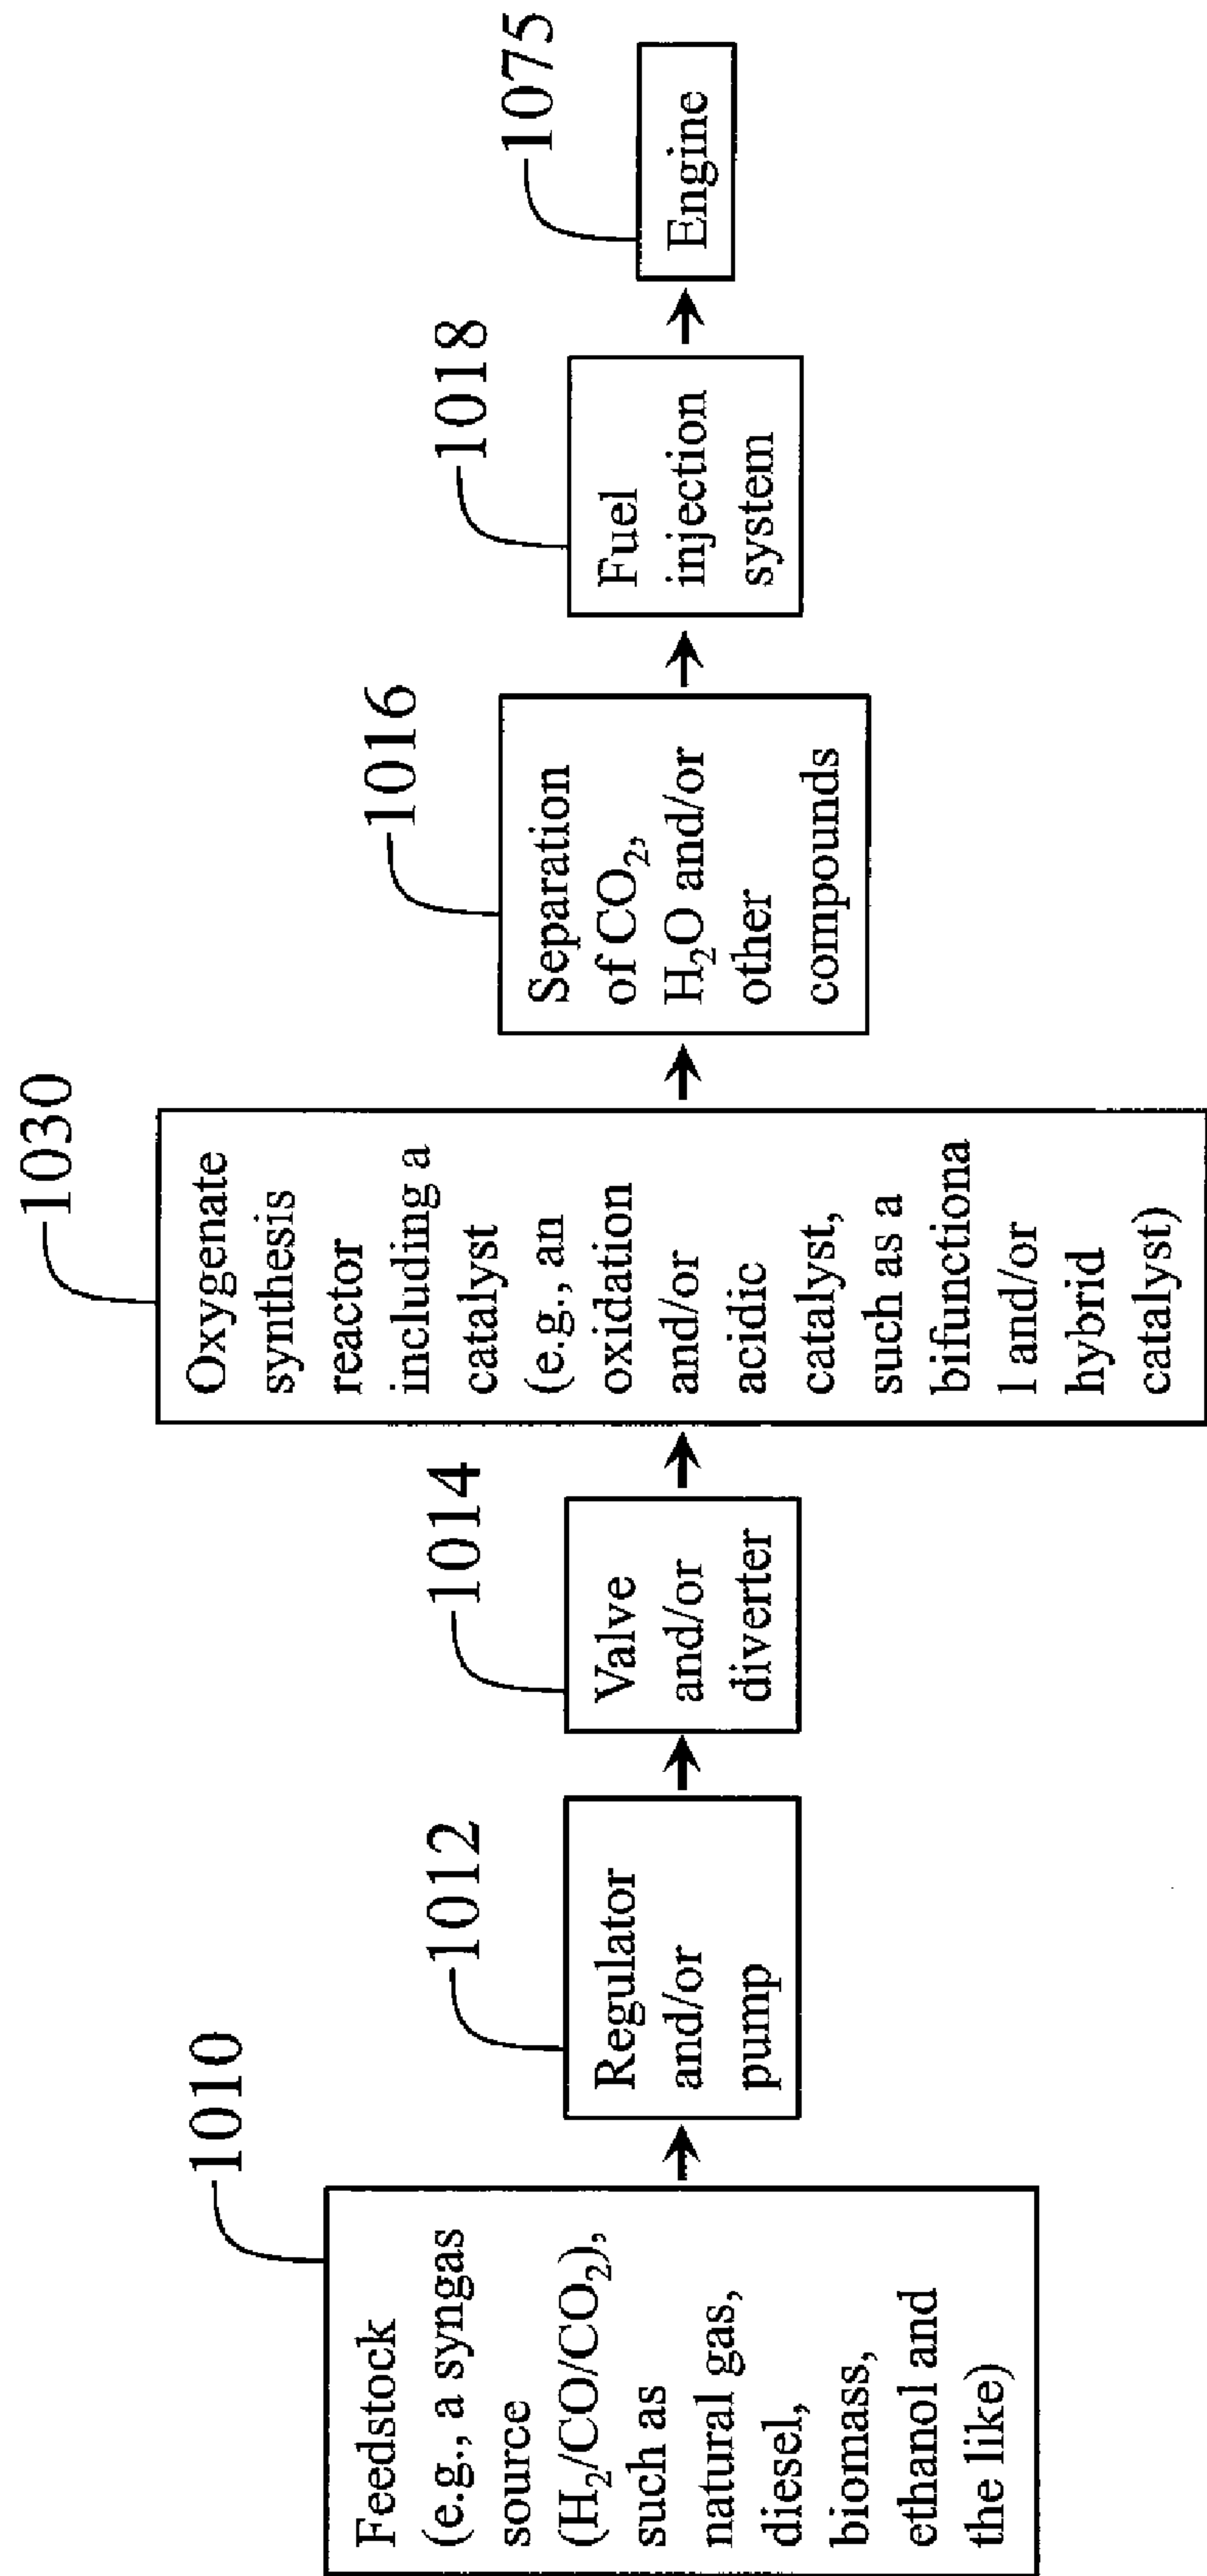 1010
Feedstock
(e.g., a syngas
source
(H₂/CO/CO₂),
such as
natural gas,
diesel,
biomass,
ethanol and
the like)
1012
Regulator
and/or
pump
1014
Valve
and/or
diverter
1030
Oxygenate
synthesis
reactor
including a
catalyst
(e.g., an
oxidation
and/or
acidic
catalyst,
such as a
bifunctiona
l and/or
hybrid
catalyst)
1016
Separation
of CO₂,
H₂O and/or
other
compounds
1018
Fuel
injection
system
1075
Engine